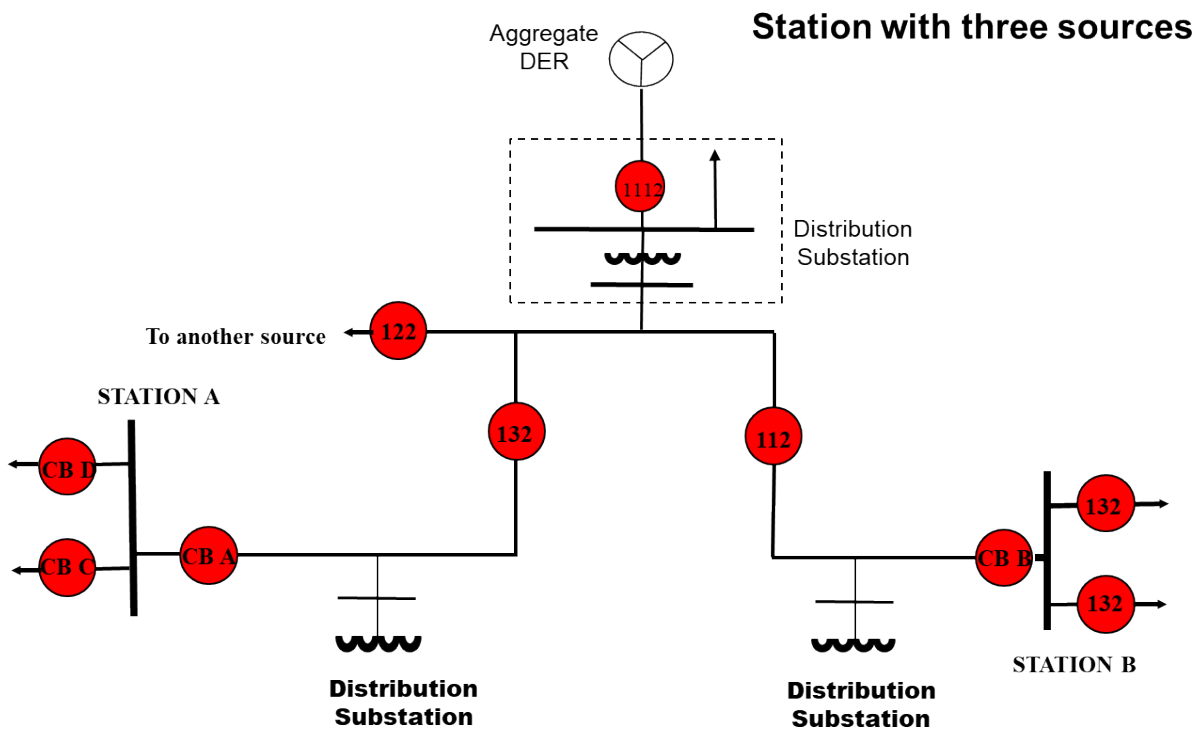 Station with three sources
Aggregate
DER
1112
Distribution
Substation
To another source
122
STATION A
132
112
CB D
CB C
CB A
132
CB B
132
STATION B
Distribution
Substation
Distribution
Substation